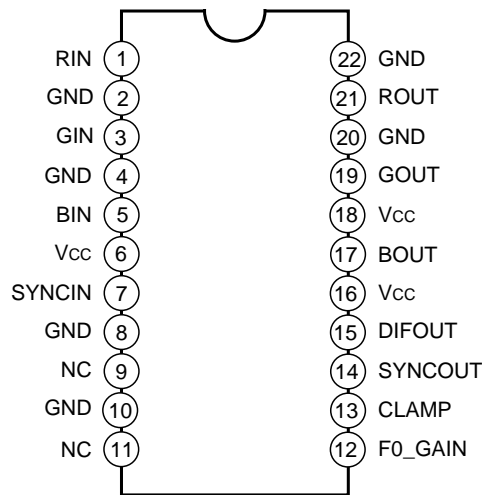 RIN 1 22 GND
GND 2 21 ROUT
GIN 3 20 GND
GND 4 19 GOUT
BIN 5 18 Vcc
Vcc 6 17 BOUT
SYNCIN 7 16 Vcc
GND 8 15 DIFOUT
NC 9 14 SYNCOUT
GND 10 13 CLAMP
NC 11 12 F0_GAIN